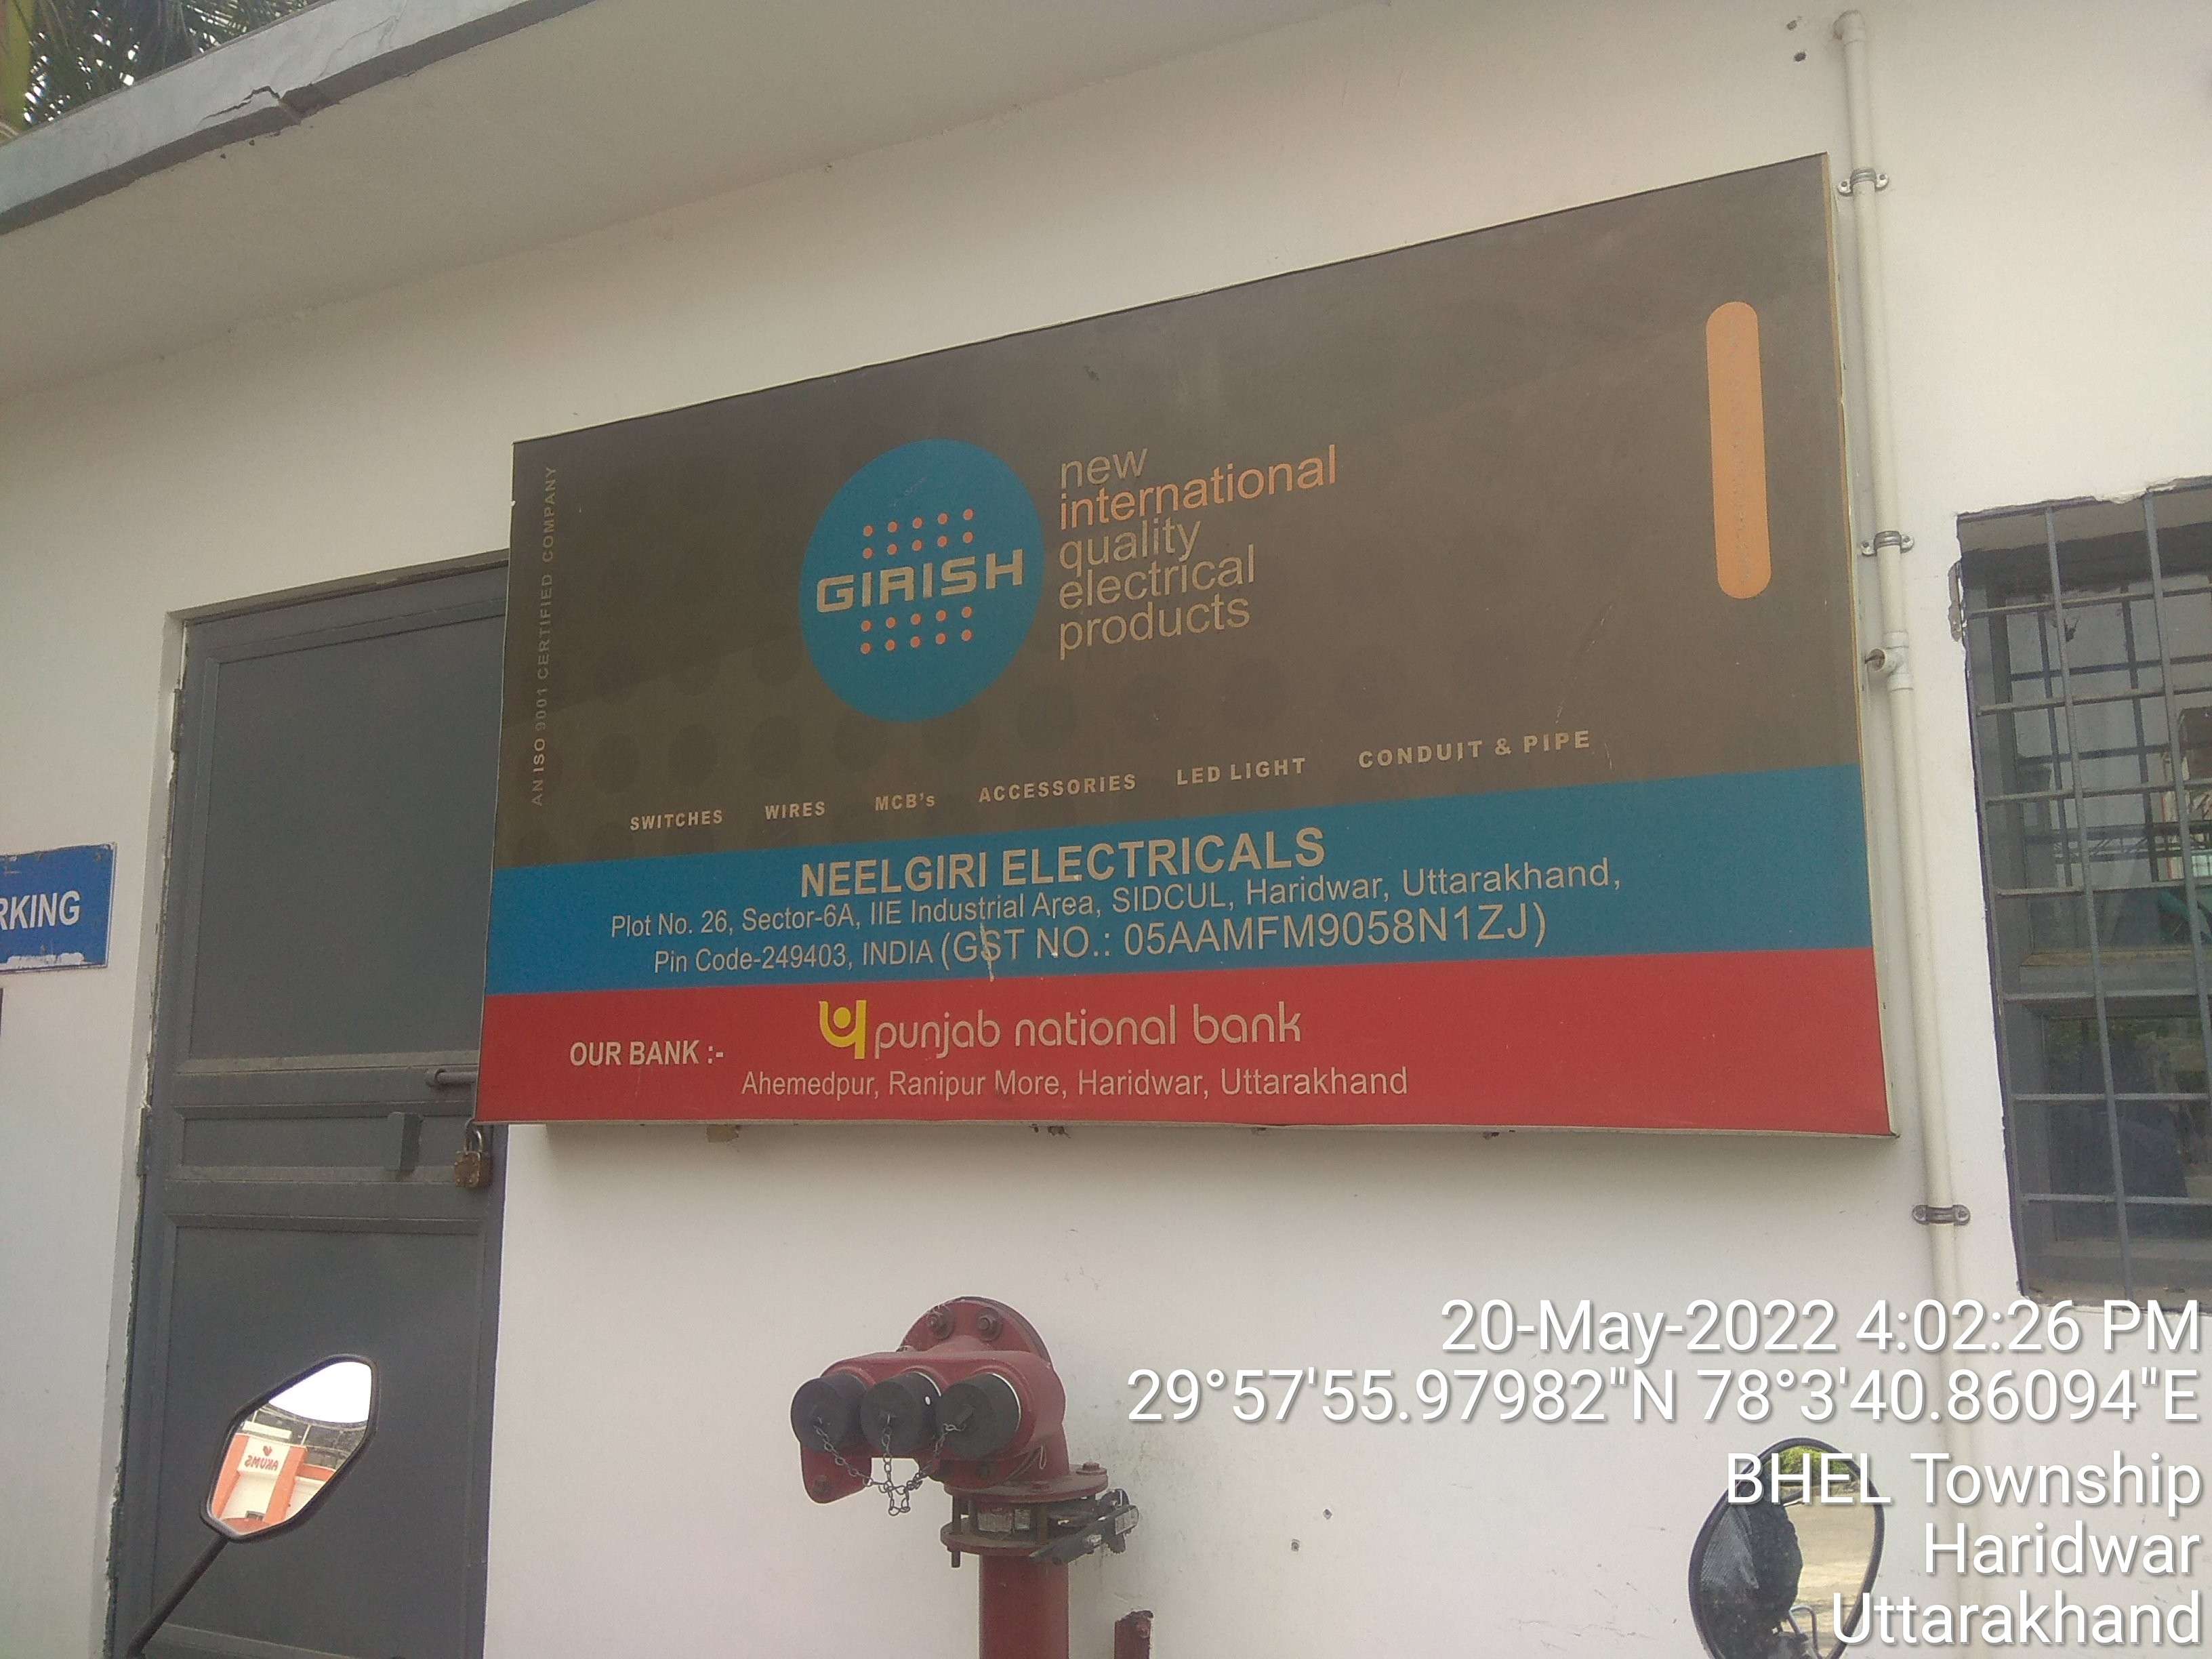 AN ISO 9001 CERTIFIED COMPANY
GIRISH
new
international
quality
electrical
products
SWITCHES WIRES MCB's ACCESSORIES LED LIGHT CONDUIT & PIPE
NEELGIRI ELECTRICALS
Plot No. 26, Sector-6A, IIE Industrial Area, SIDCUL, Haridwar, Uttarakhand,
Pin Code-249403, INDIA (GST NO.: 05AAMFM9058N1ZJ)
OUR BANK :- punjab national bank
Ahemedpur, Ranipur More, Haridwar, Uttarakhand
RKING
AKUMS
20-May-2022 4:02:26 PM
29°57'55.97982"N 78°3'40.86094"E
BHEL Township
Haridwar
Uttarakhand